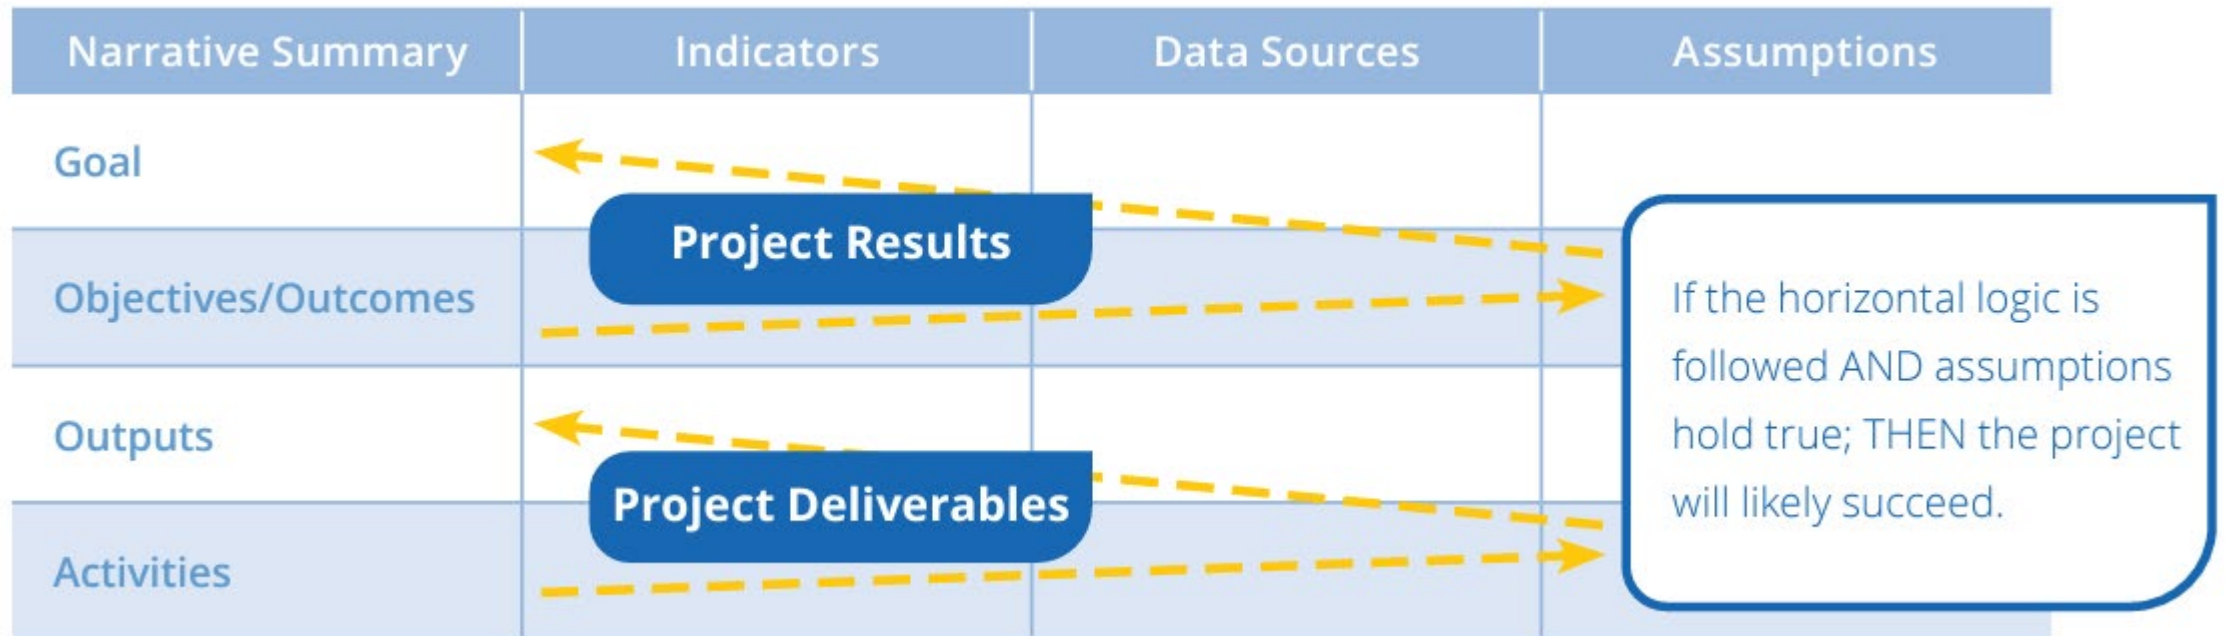 Narrative Summary Indicators Data Sources Assumptions
Goal
Project Results
Objectives/Outcomes
Outputs
Project Deliverables
Activities
If the horizontal logic is
followed AND assumptions
hold true; THEN the project
will likely succeed.